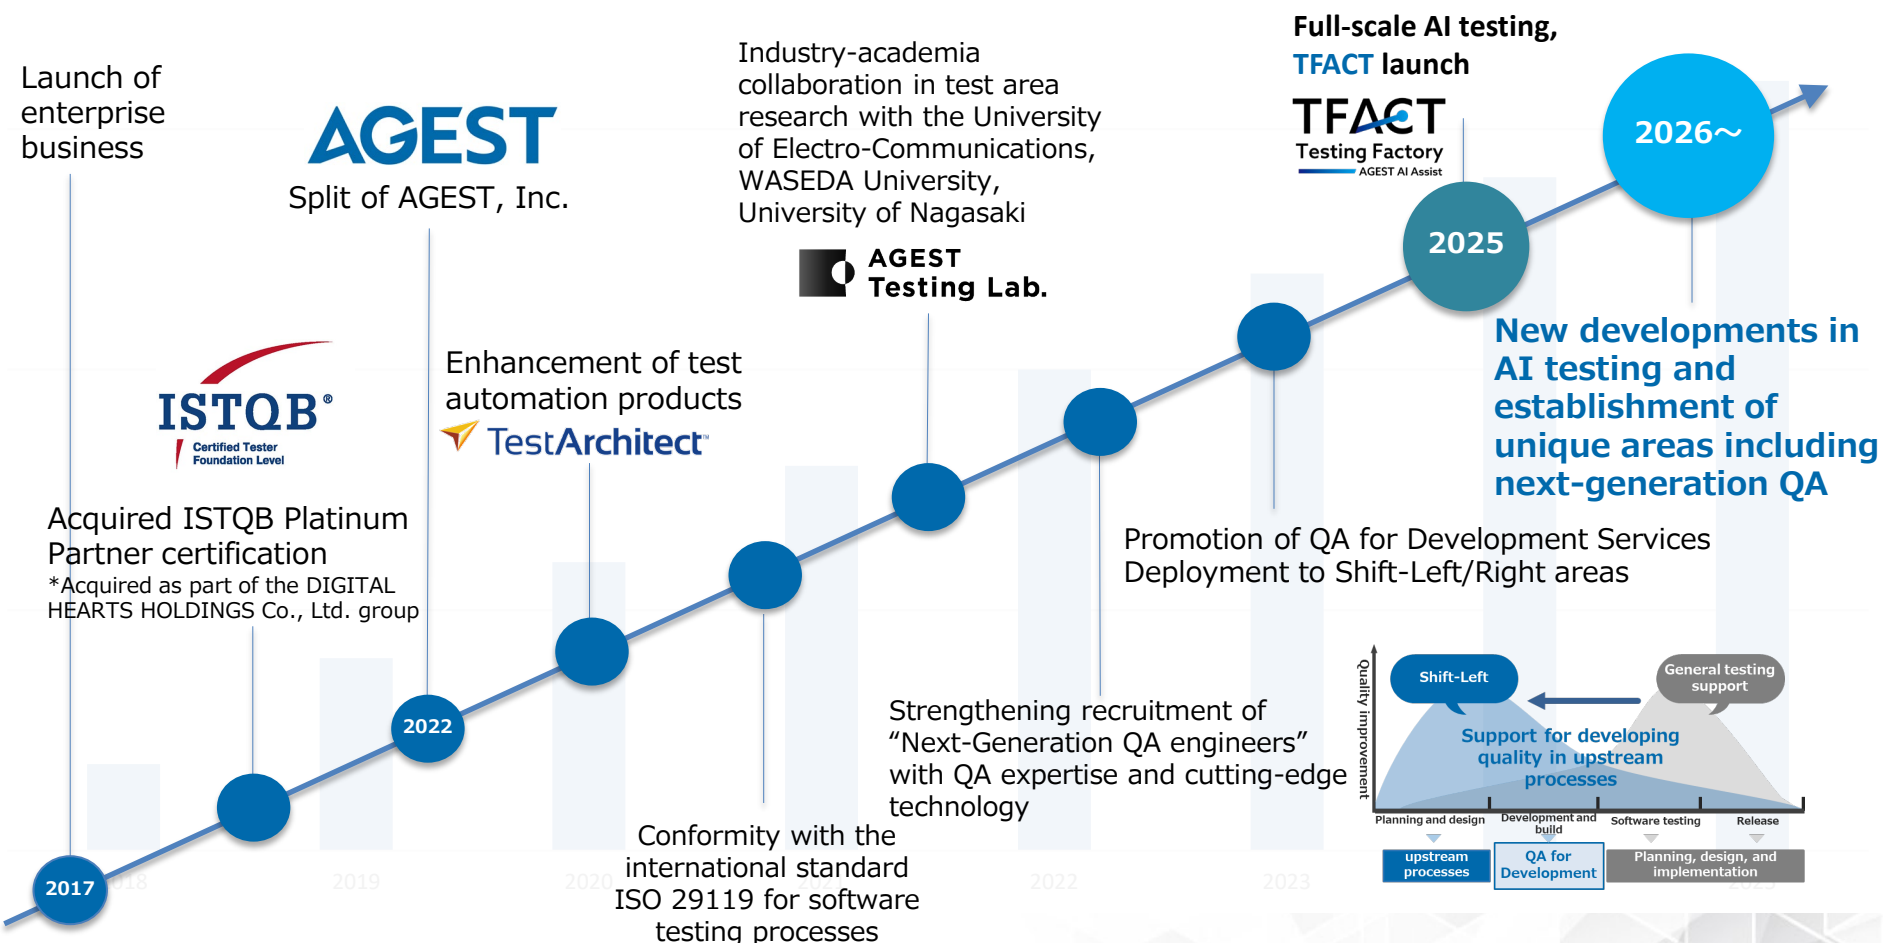 Launch of
enterprise
business
AGEST
Split of AGEST, Inc.
Industry-academia
collaboration in test area
research with the University
of Electro-Communications,
WASEDA University,
University of Nagasaki
AGEST
Testing Lab.
Full-scale AI testing,
TFACT launch
TFACT
Testing Factory
AGEST AI Assist
2026～
2025
New developments in
AI testing and
establishment of
unique areas including
next-generation QA
ISTQB®
Certified Tester
Foundation Level
Acquired ISTQB Platinum
Partner certification
*Acquired as part of the DIGITAL
HEARTS HOLDINGS Co., Ltd. group
Enhancement of test
automation products
TestArchitect™
Promotion of QA for Development Services
Deployment to Shift-Left/Right areas
2022
2017
Conformity with the
international standard
ISO 29119 for software
testing processes
Strengthening recruitment of
“Next-Generation QA engineers”
with QA expertise and cutting-edge
technology
Quality improvement
Shift-Left
General testing
support
Support for developing
quality in upstream
processes
Planning and design
Development and
build
Software testing
Release
upstream
processes
QA for
Development
Planning, design, and
implementation
2019
2020
2022
2023